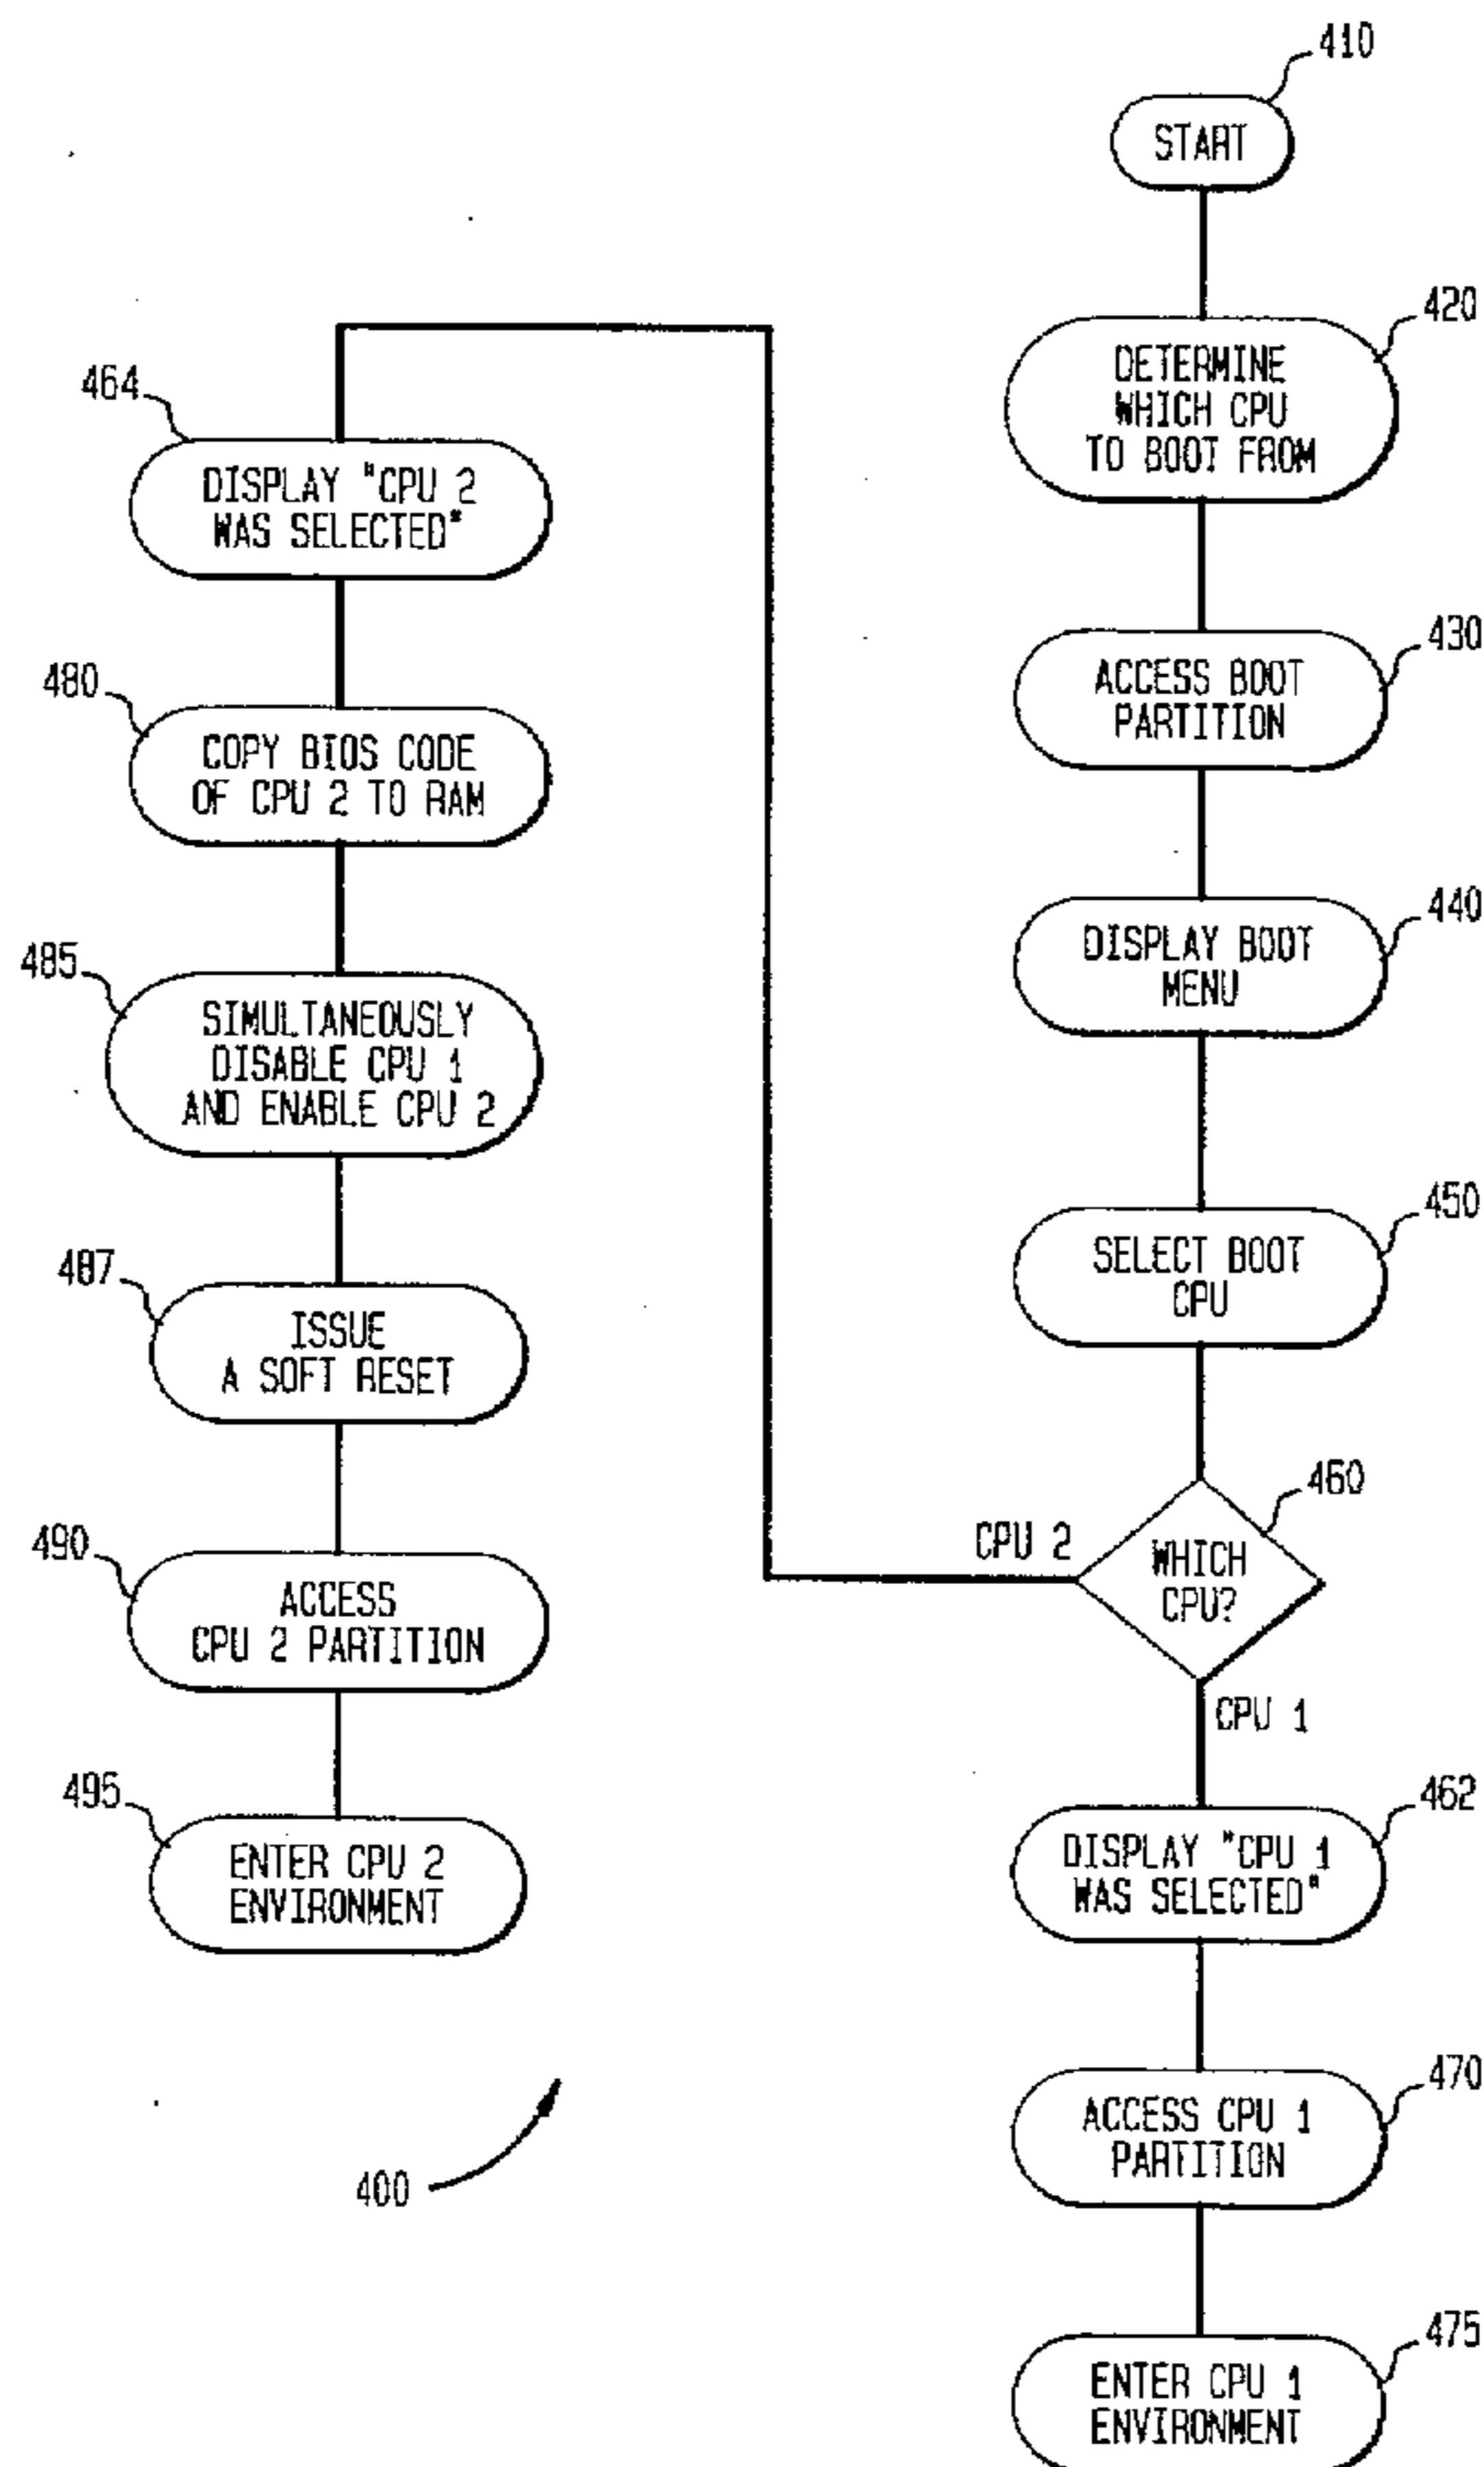 410
START
420
DETERMINE
WHICH CPU
TO BOOT FROM
430
ACCESS BOOT
PARTITION
440
DISPLAY BOOT
MENU
450
SELECT BOOT
CPU
460
WHICH
CPU?
CPU 2
CPU 1
462
DISPLAY "CPU 1
WAS SELECTED"
470
ACCESS CPU 1
PARTITION
475
ENTER CPU 1
ENVIRONMENT
464
DISPLAY "CPU 2
WAS SELECTED"
480
COPY BIOS CODE
OF CPU 2 TO RAM
485
SIMULTANEOUSLY
DISABLE CPU 1
AND ENABLE CPU 2
487
ISSUE
A SOFT RESET
490
ACCESS
CPU 2 PARTITION
495
ENTER CPU 2
ENVIRONMENT
400